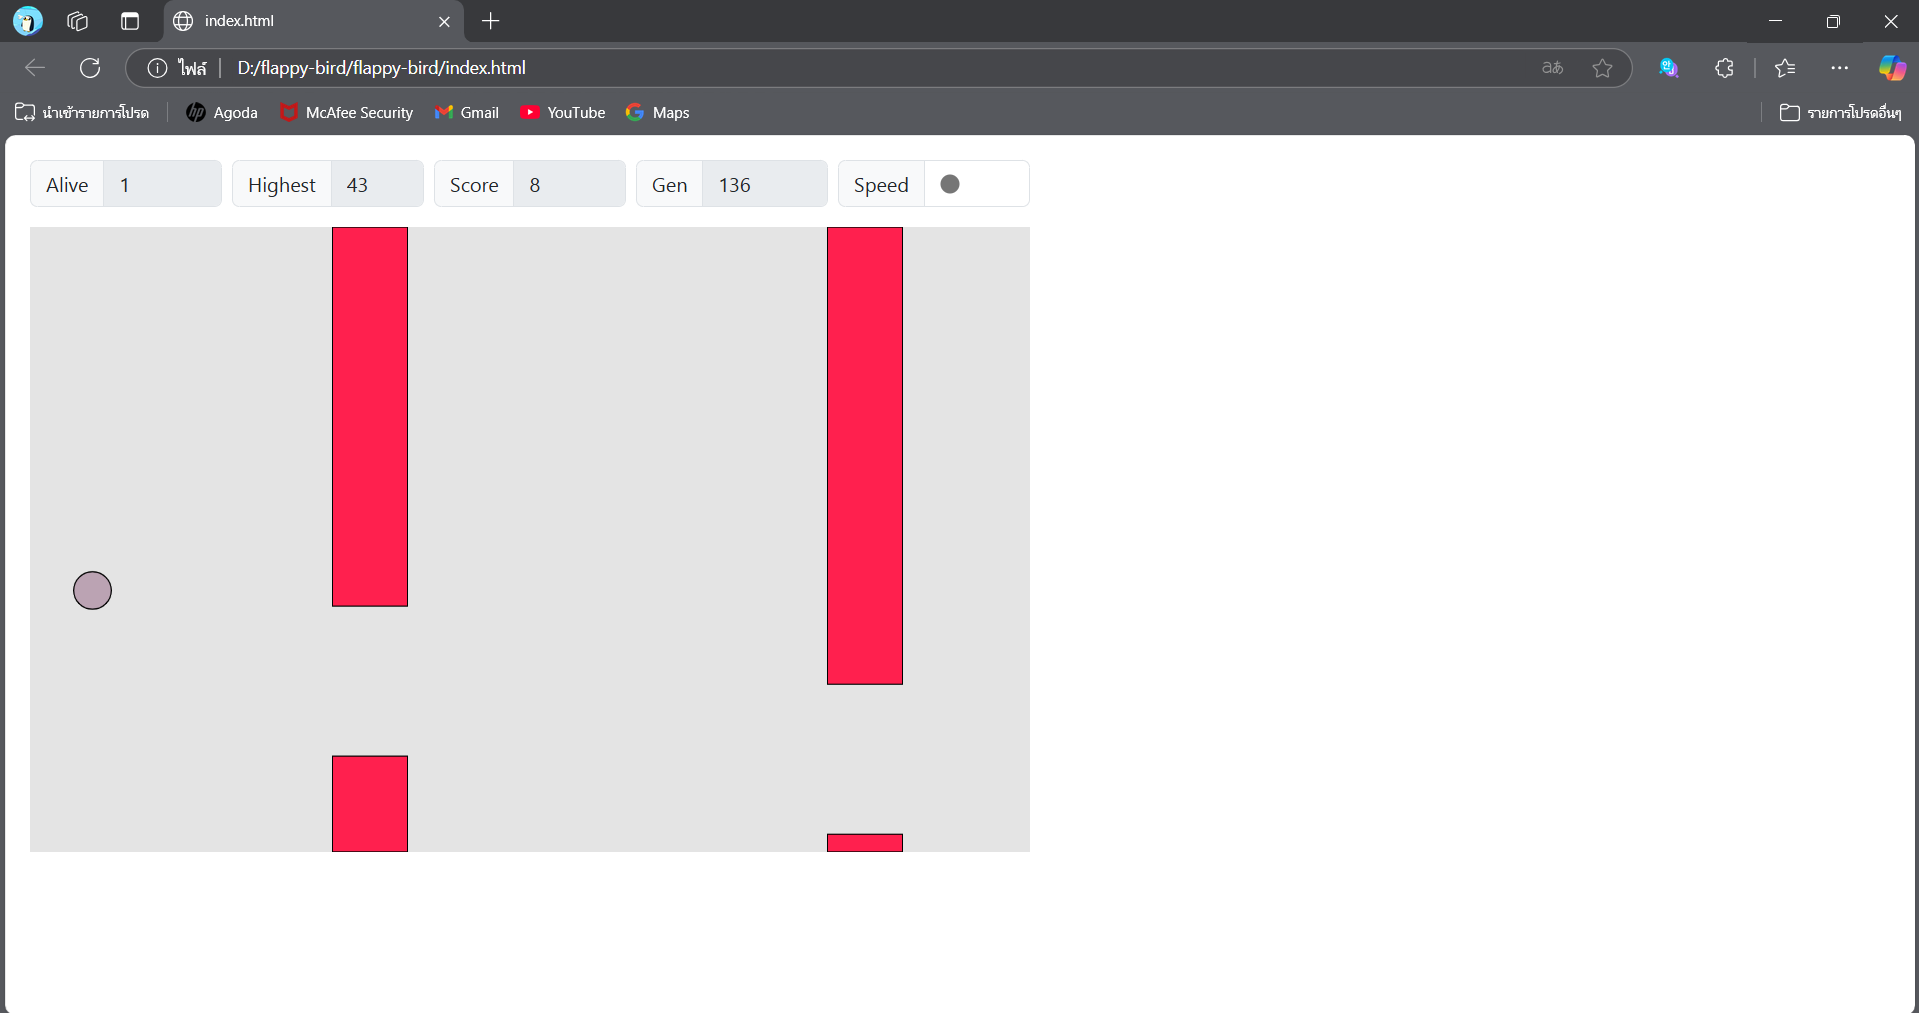 index.html
ไฟล์ D:/flappy-bird/flappy-bird/index.html
นำเข้ารายการโปรด Agoda McAfee Security Gmail YouTube Maps รายการโปรดอื่นๆ
Alive 1 Highest 43 Score 8 Gen 136 Speed